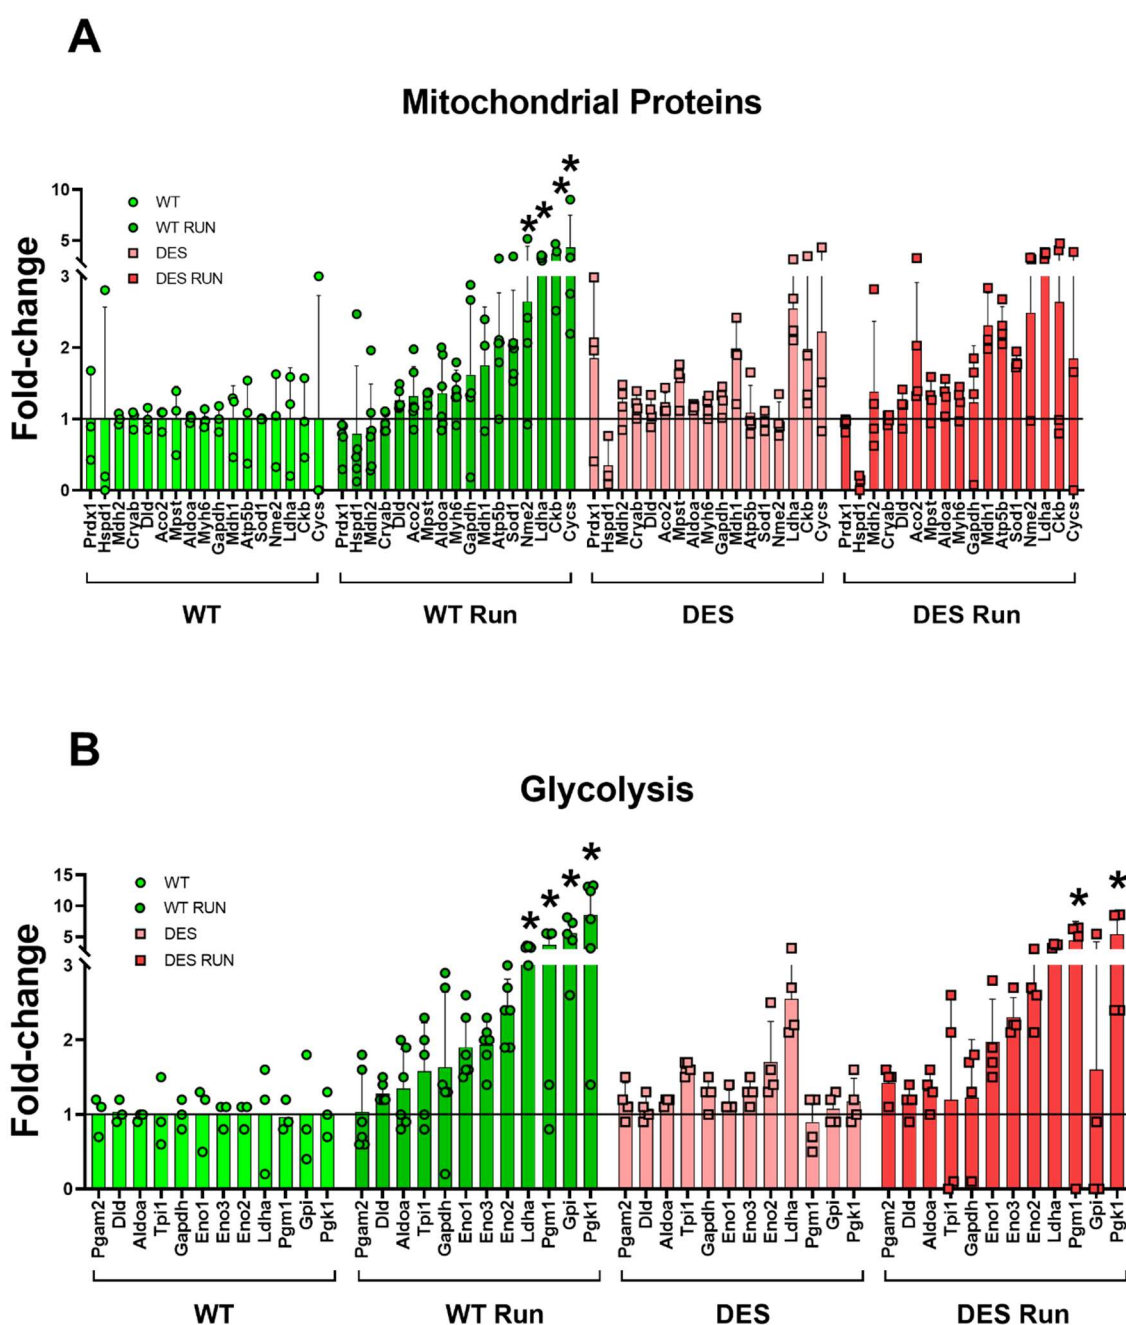 A
Mitochondrial Proteins
Fold-change
10
5
3
2
1
0
WT
WT RUN
DES
DES RUN
*
*
*
*
Prdx1 Hspd1 Mdh2 Cryab Dld Aco2 Mpst Aldoa Myh6 Gapdh Mdh1 Atp5b Sod1 Nme2 Ldha Ckb Cycs
Prdx1 Hspd1 Mdh2 Cryab Dld Aco2 Mpst Aldoa Myh6 Gapdh Mdh1 Atp5b Sod1 Nme2 Ldha Ckb Cycs
Prdx1 Hspd1 Mdh2 Cryab Dld Aco2 Mpst Aldoa Myh6 Gapdh Mdh1 Atp5b Sod1 Nme2 Ldha Ckb Cycs
Prdx1 Hspd1 Mdh2 Cryab Dld Aco2 Mpst Aldoa Myh6 Gapdh Mdh1 Atp5b Sod1 Nme2 Ldha Ckb Cycs
WT
WT Run
DES
DES Run
B
Glycolysis
Fold-change
15
10
5
3
2
1
0
WT
WT RUN
DES
DES RUN
*
*
*
*
*
*
Pgam2 Dld Aldoa Tpi1 Gapdh Eno1 Eno3 Eno2 Ldha Pgm1 Gpi Pgk1
Pgam2 Dld Aldoa Tpi1 Gapdh Eno1 Eno3 Eno2 Ldha Pgm1 Gpi Pgk1
Pgam2 Dld Aldoa Tpi1 Gapdh Eno1 Eno3 Eno2 Ldha Pgm1 Gpi Pgk1
Pgam2 Dld Aldoa Tpi1 Gapdh Eno1 Eno3 Eno2 Ldha Pgm1 Gpi Pgk1
WT
WT Run
DES
DES Run